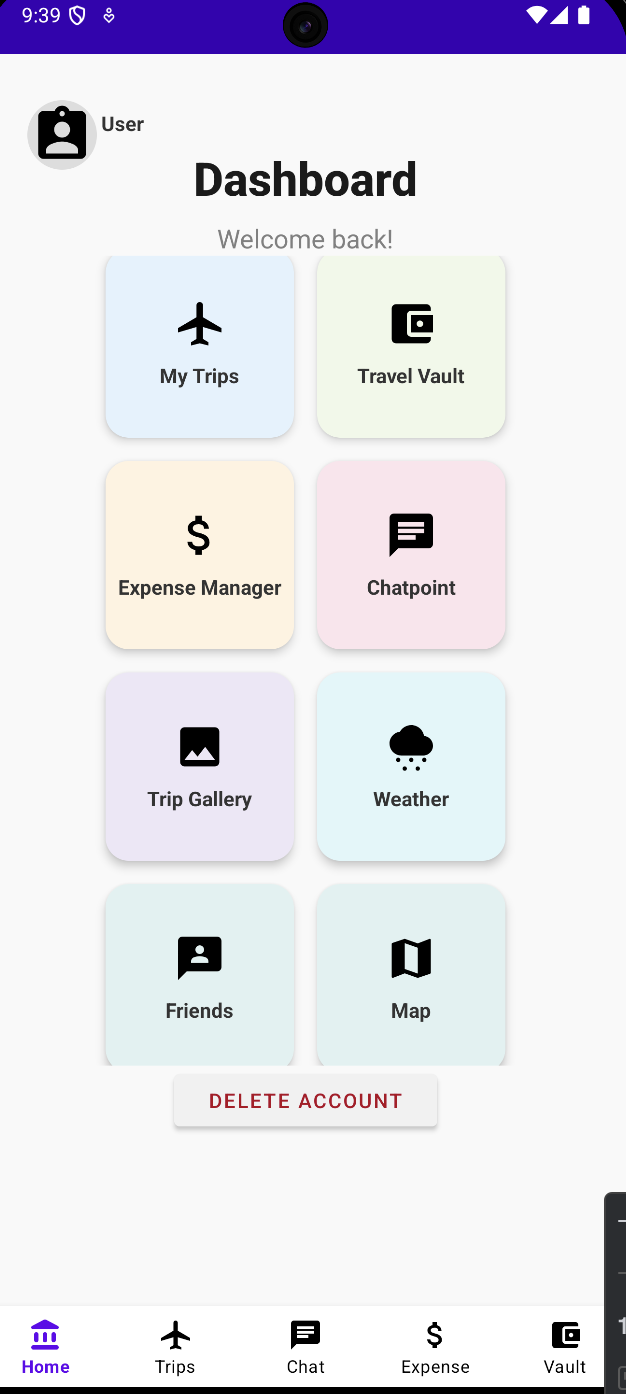 9:39
User
Dashboard
Welcome back!
My Trips
Travel Vault
Expense Manager
Chatpoint
Trip Gallery
Weather
Friends
Map
DELETE ACCOUNT
Home
Trips
Chat
Expense
Vault